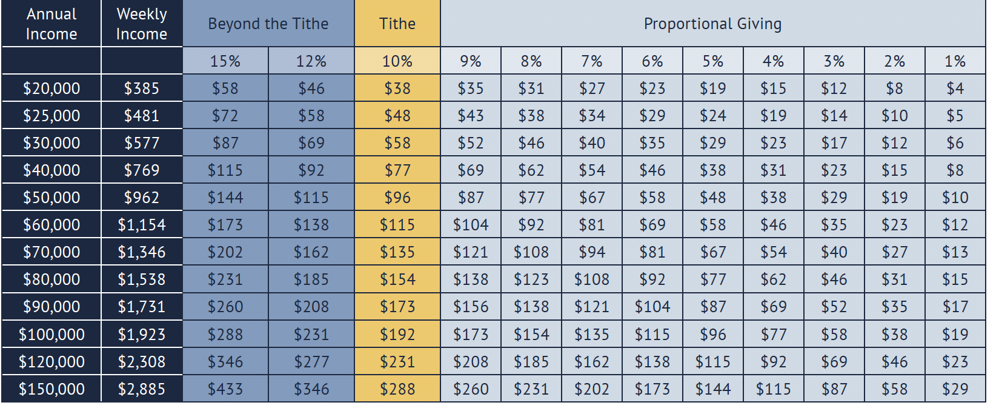 Annual Income Weekly Income Beyond the Tithe Tithe Proportional Giving
15% 12% 10% 9% 8% 7% 6% 5% 4% 3% 2% 1%
$20,000 $385 $58 $46 $38 $35 $31 $27 $23 $19 $15 $12 $8 $4
$25,000 $481 $72 $58 $48 $43 $38 $34 $29 $24 $19 $14 $10 $5
$30,000 $577 $87 $69 $58 $52 $46 $40 $35 $29 $23 $17 $12 $6
$40,000 $769 $115 $92 $77 $69 $62 $54 $46 $38 $31 $23 $15 $8
$50,000 $962 $144 $115 $96 $87 $77 $67 $58 $48 $38 $29 $19 $10
$60,000 $1,154 $173 $138 $115 $104 $92 $81 $69 $58 $46 $35 $23 $12
$70,000 $1,346 $202 $162 $135 $121 $108 $94 $81 $67 $54 $40 $27 $13
$80,000 $1,538 $231 $185 $154 $138 $123 $108 $92 $77 $62 $46 $31 $15
$90,000 $1,731 $260 $208 $173 $156 $138 $121 $104 $87 $69 $52 $35 $17
$100,000 $1,923 $288 $231 $192 $173 $154 $135 $115 $96 $77 $58 $38 $19
$120,000 $2,308 $346 $277 $231 $208 $185 $162 $138 $115 $92 $69 $46 $23
$150,000 $2,885 $433 $346 $288 $260 $231 $202 $173 $144 $115 $87 $58 $29